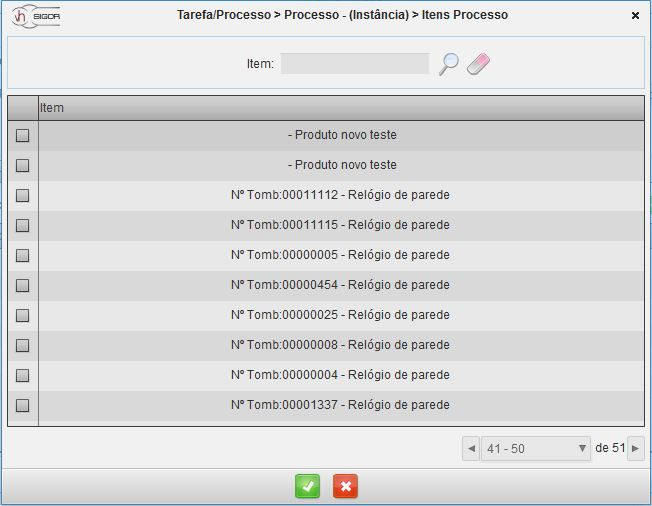 SIGOR
Tarefa/Processo > Processo - (Instância) > Itens Processo
Item:
Item
- Produto novo teste
- Produto novo teste
Nº Tomb:00011112 - Relógio de parede
Nº Tomb:00011115 - Relógio de parede
Nº Tomb:00000005 - Relógio de parede
Nº Tomb:00000454 - Relógio de parede
Nº Tomb:00000025 - Relógio de parede
Nº Tomb:00000008 - Relógio de parede
Nº Tomb:00000004 - Relógio de parede
Nº Tomb:00001337 - Relógio de parede
41 - 50 de 51